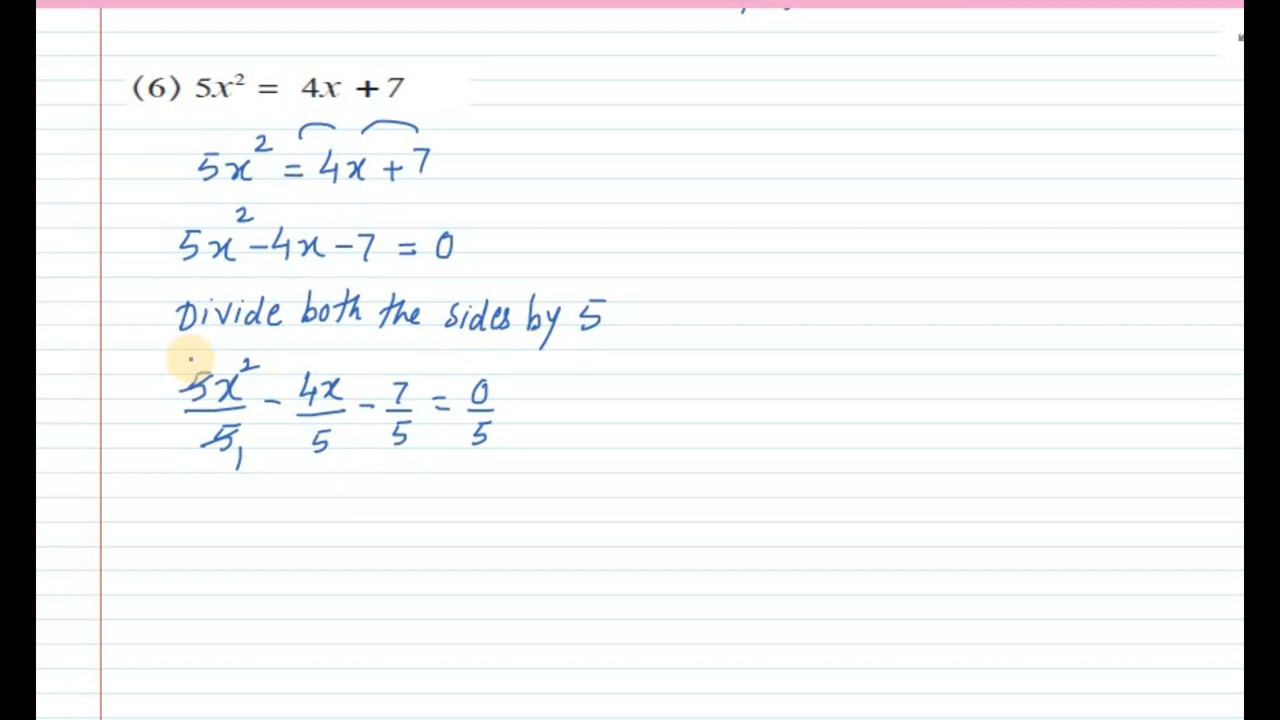 (6) 5x² = 4x + 7
5x² = 4x + 7
5x² - 4x - 7 = 0
Divide both the sides by 5
5x²/5 1 - 4x/5 - 7/5 = 0/5